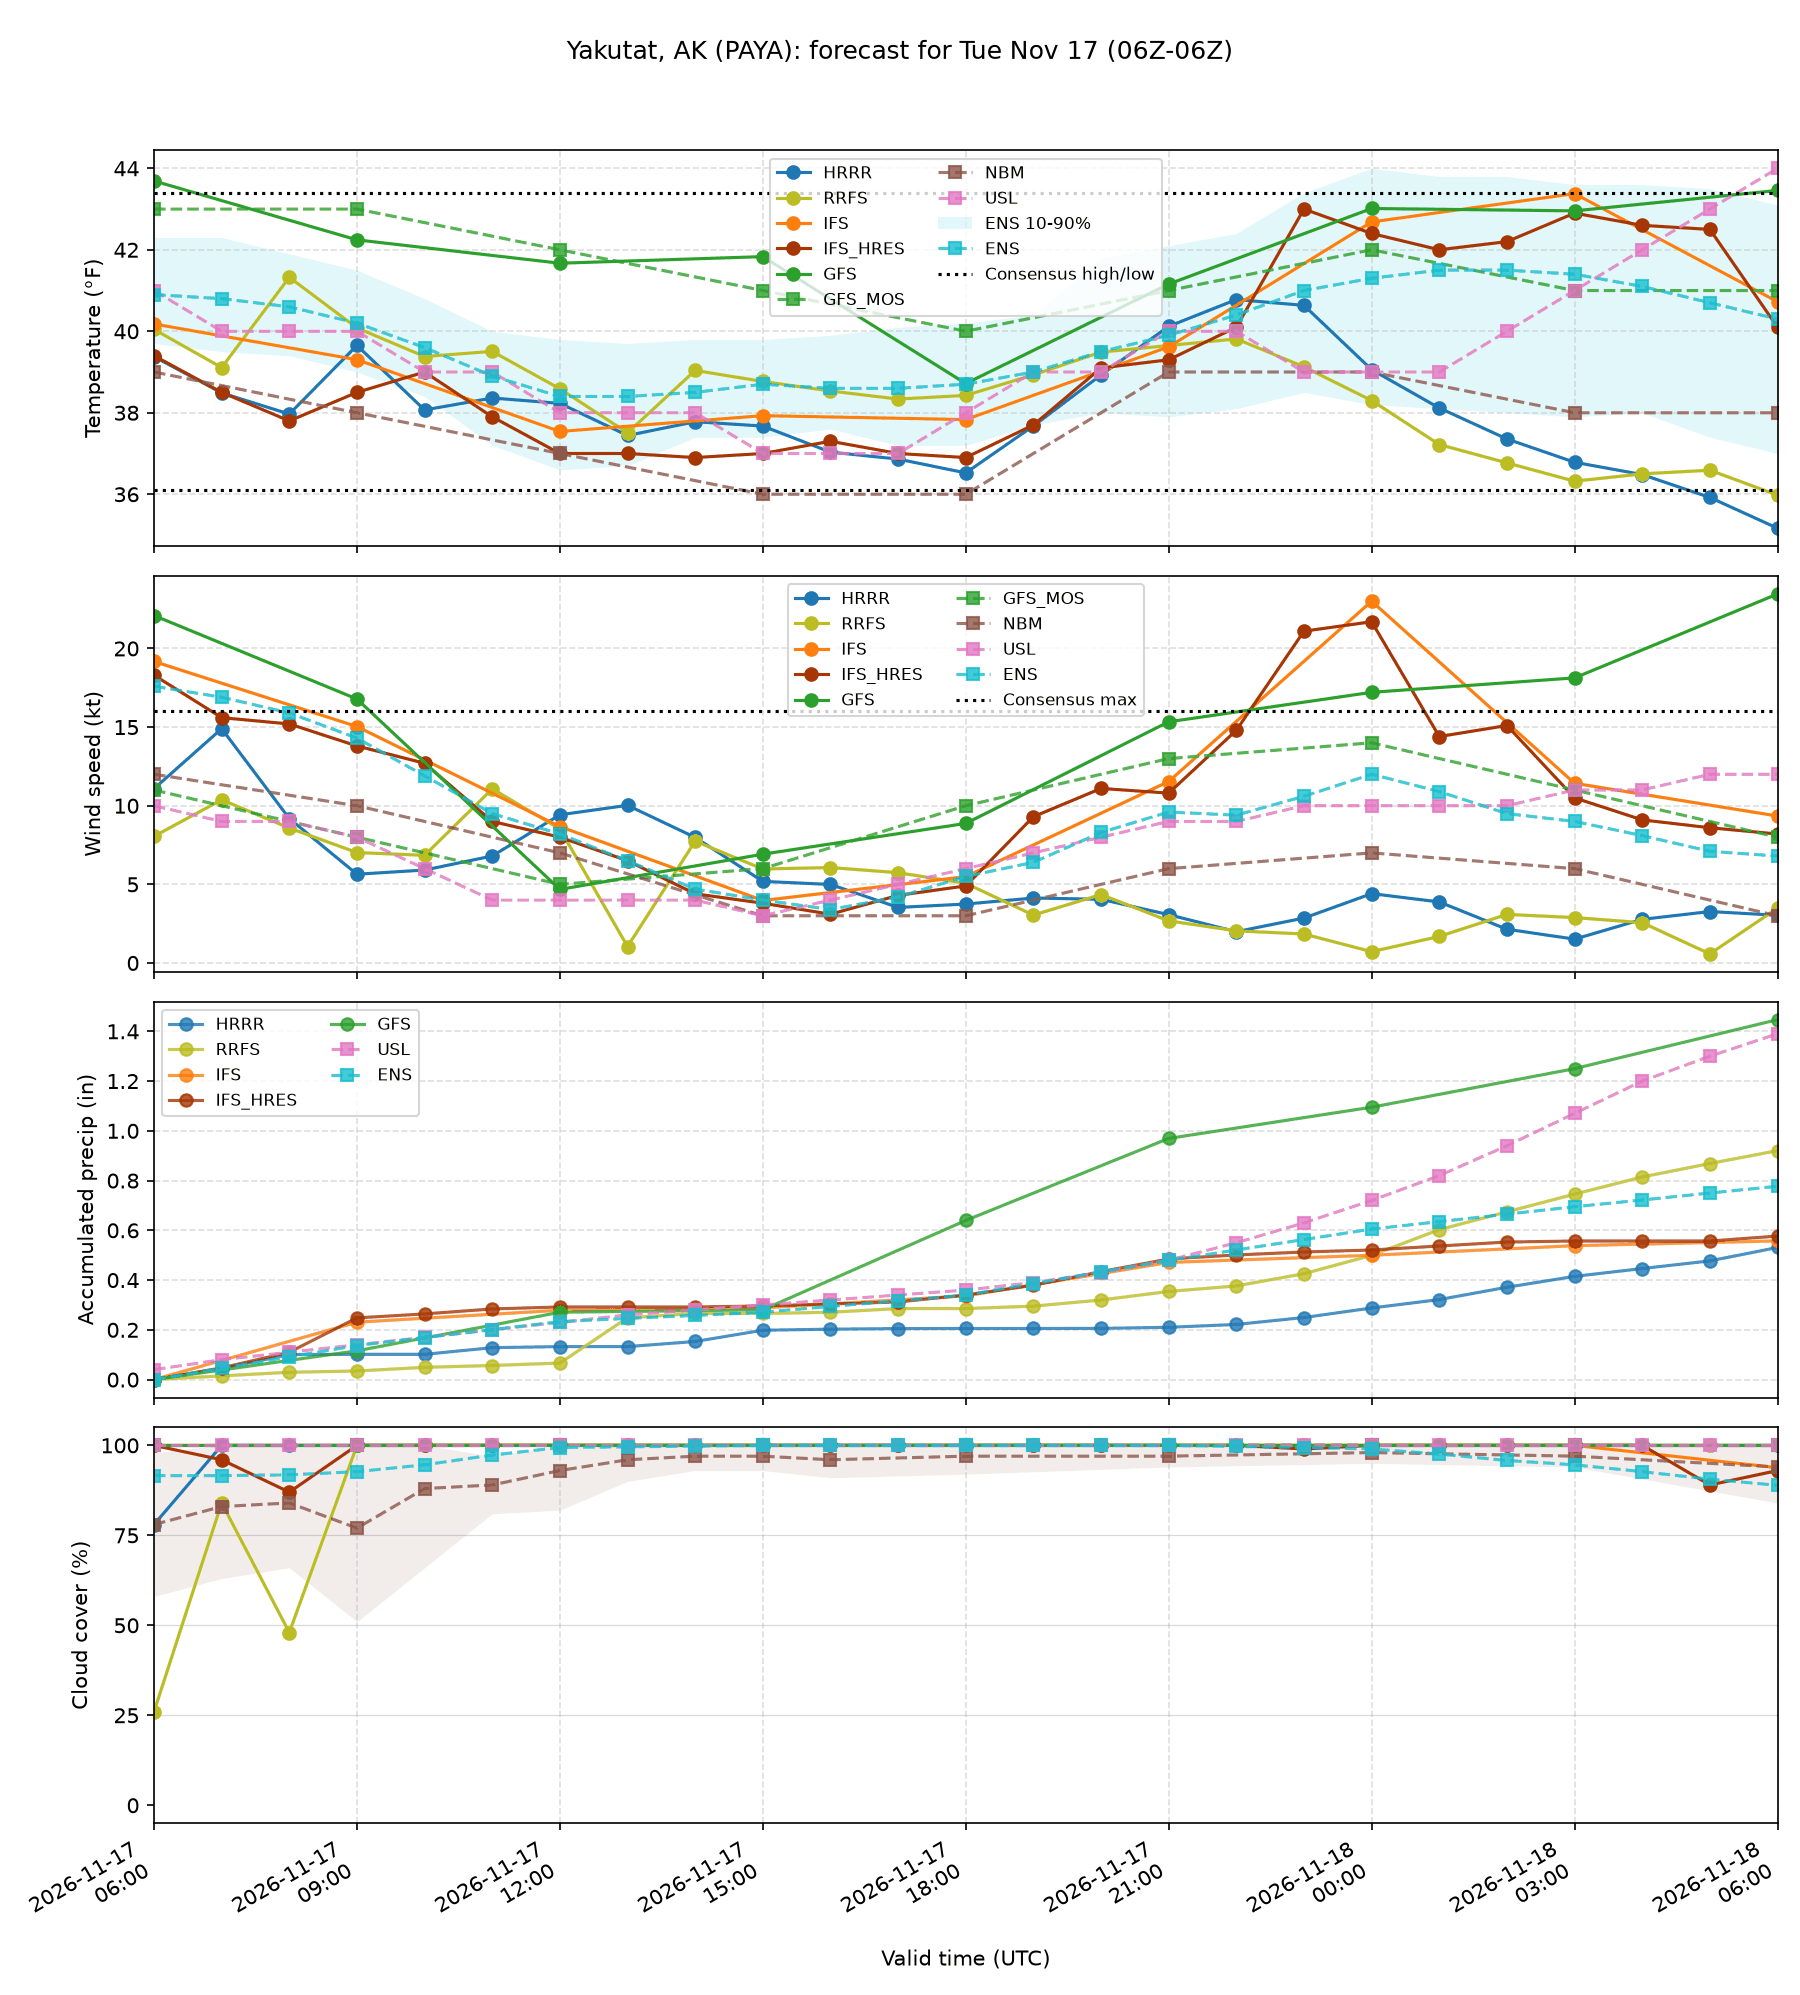 Yakutat, AK (PAYA): forecast for Tue Nov 17 (06Z-06Z)
Temperature (°F)
44
42
40
38
36
HRRR
RRFS
IFS
IFS_HRES
GFS
GFS_MOS
NBM
USL
ENS 10-90%
ENS
Consensus high/low
Wind speed (kt)
20
15
10
5
0
HRRR
RRFS
IFS
IFS_HRES
GFS
GFS_MOS
NBM
USL
ENS
Consensus max
Accumulated precip (in)
1.4
1.2
1.0
0.8
0.6
0.4
0.2
0.0
HRRR
RRFS
IFS
IFS_HRES
GFS
USL
ENS
Cloud cover (%)
100
75
50
25
0
2026-11-17
06:00
2026-11-17
09:00
2026-11-17
12:00
2026-11-17
15:00
2026-11-17
18:00
2026-11-17
21:00
2026-11-18
00:00
2026-11-18
03:00
2026-11-18
06:00
Valid time (UTC)